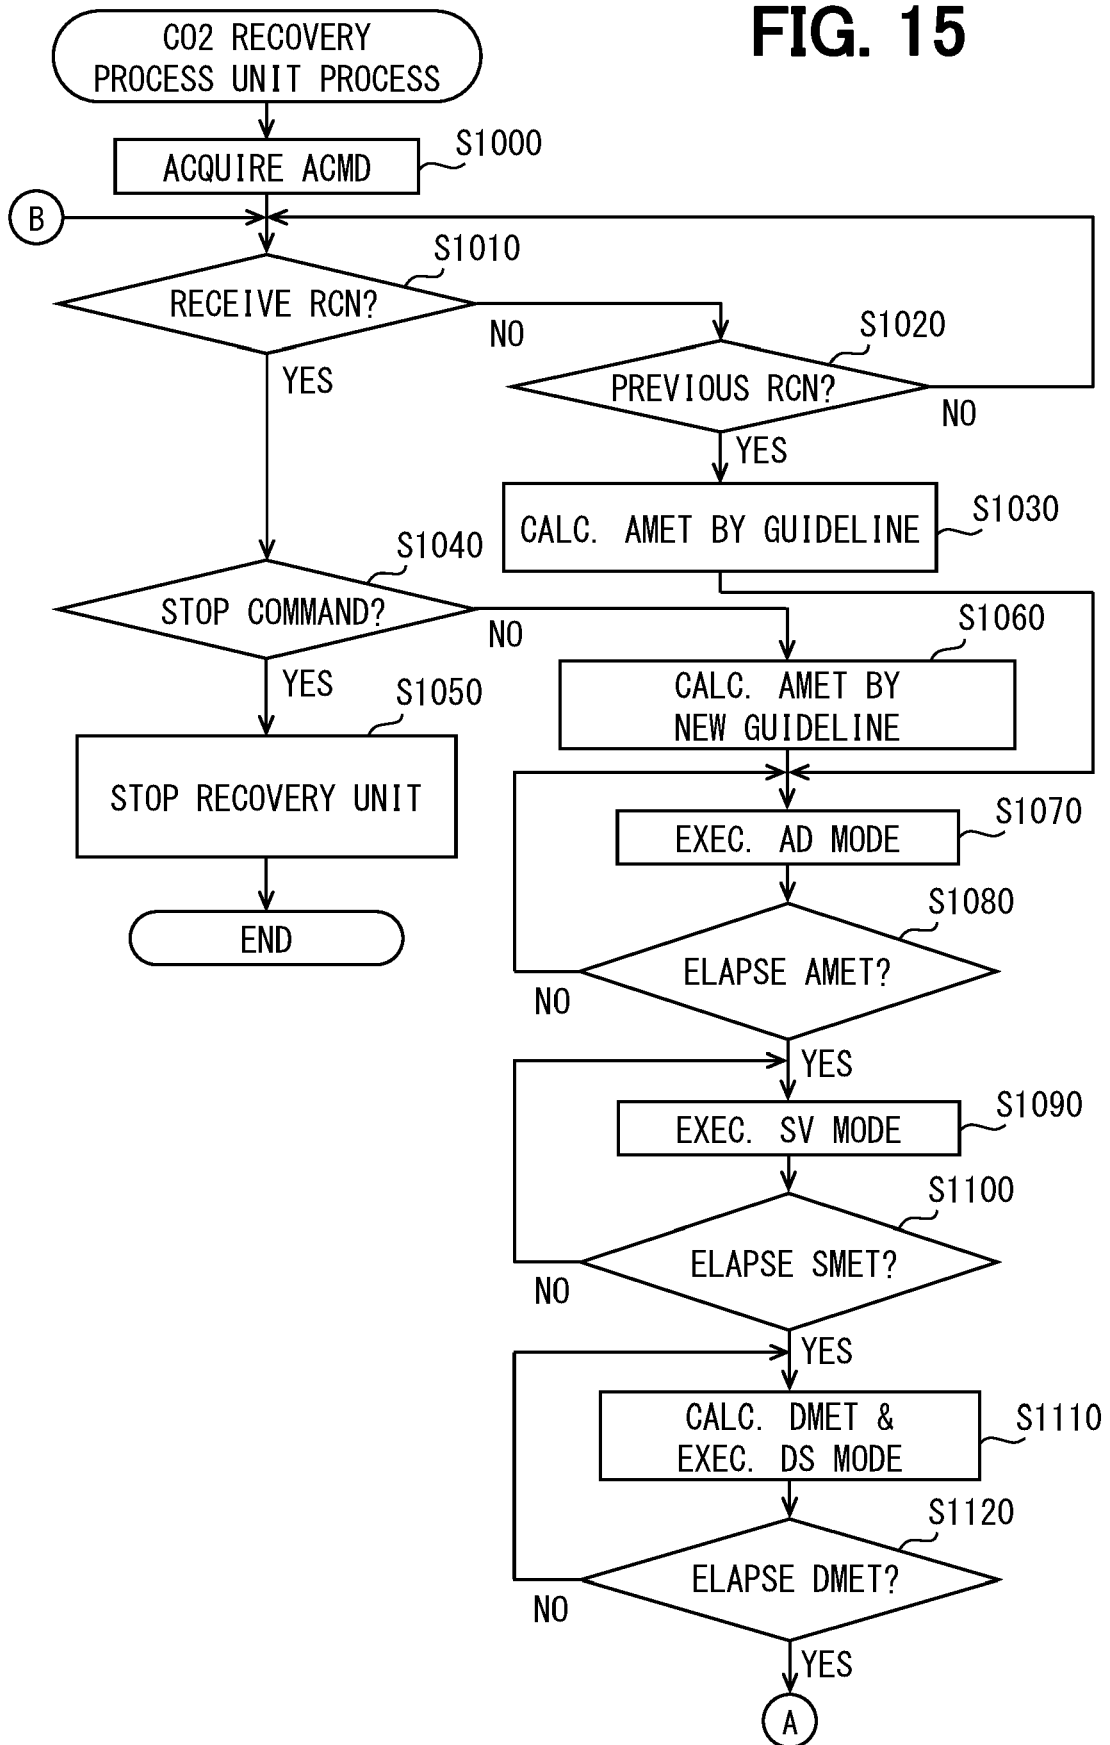 FIG. 15
CO2 RECOVERY
PROCESS UNIT PROCESS
S1000
ACQUIRE ACMD
B
S1010
RECEIVE RCN?
NO
YES
S1020
PREVIOUS RCN?
NO
YES
S1030
CALC. AMET BY GUIDELINE
S1040
STOP COMMAND?
NO
YES
S1050
STOP RECOVERY UNIT
END
S1060
CALC. AMET BY
NEW GUIDELINE
S1070
EXEC. AD MODE
S1080
ELAPSE AMET?
NO
YES
S1090
EXEC. SV MODE
S1100
ELAPSE SMET?
NO
YES
S1110
CALC. DMET &
EXEC. DS MODE
S1120
ELAPSE DMET?
NO
YES
A